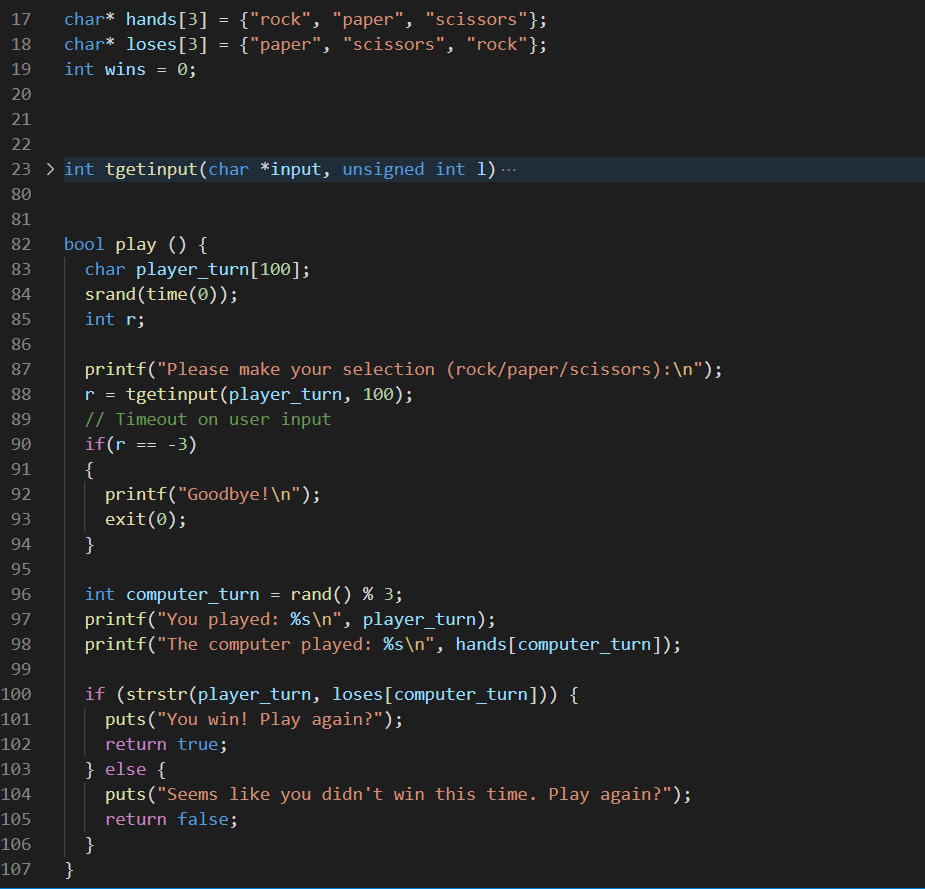 17 char* hands[3] = {"rock", "paper", "scissors"};
18 char* loses[3] = {"paper", "scissors", "rock"};
19 int wins = 0;
20
21
22
23 > int tgetinput(char *input, unsigned int l)···
80
81
82 bool play () {
83 char player_turn[100];
84 srand(time(0));
85 int r;
86
87 printf("Please make your selection (rock/paper/scissors):\n");
88 r = tgetinput(player_turn, 100);
89 // Timeout on user input
90 if(r == -3)
91 {
92 printf("Goodbye!\n");
93 exit(0);
94 }
95
96 int computer_turn = rand() % 3;
97 printf("You played: %s\n", player_turn);
98 printf("The computer played: %s\n", hands[computer_turn]);
99
100 if (strstr(player_turn, loses[computer_turn])) {
101 puts("You win! Play again?");
102 return true;
103 } else {
104 puts("Seems like you didn't win this time. Play again?");
105 return false;
106 }
107 }